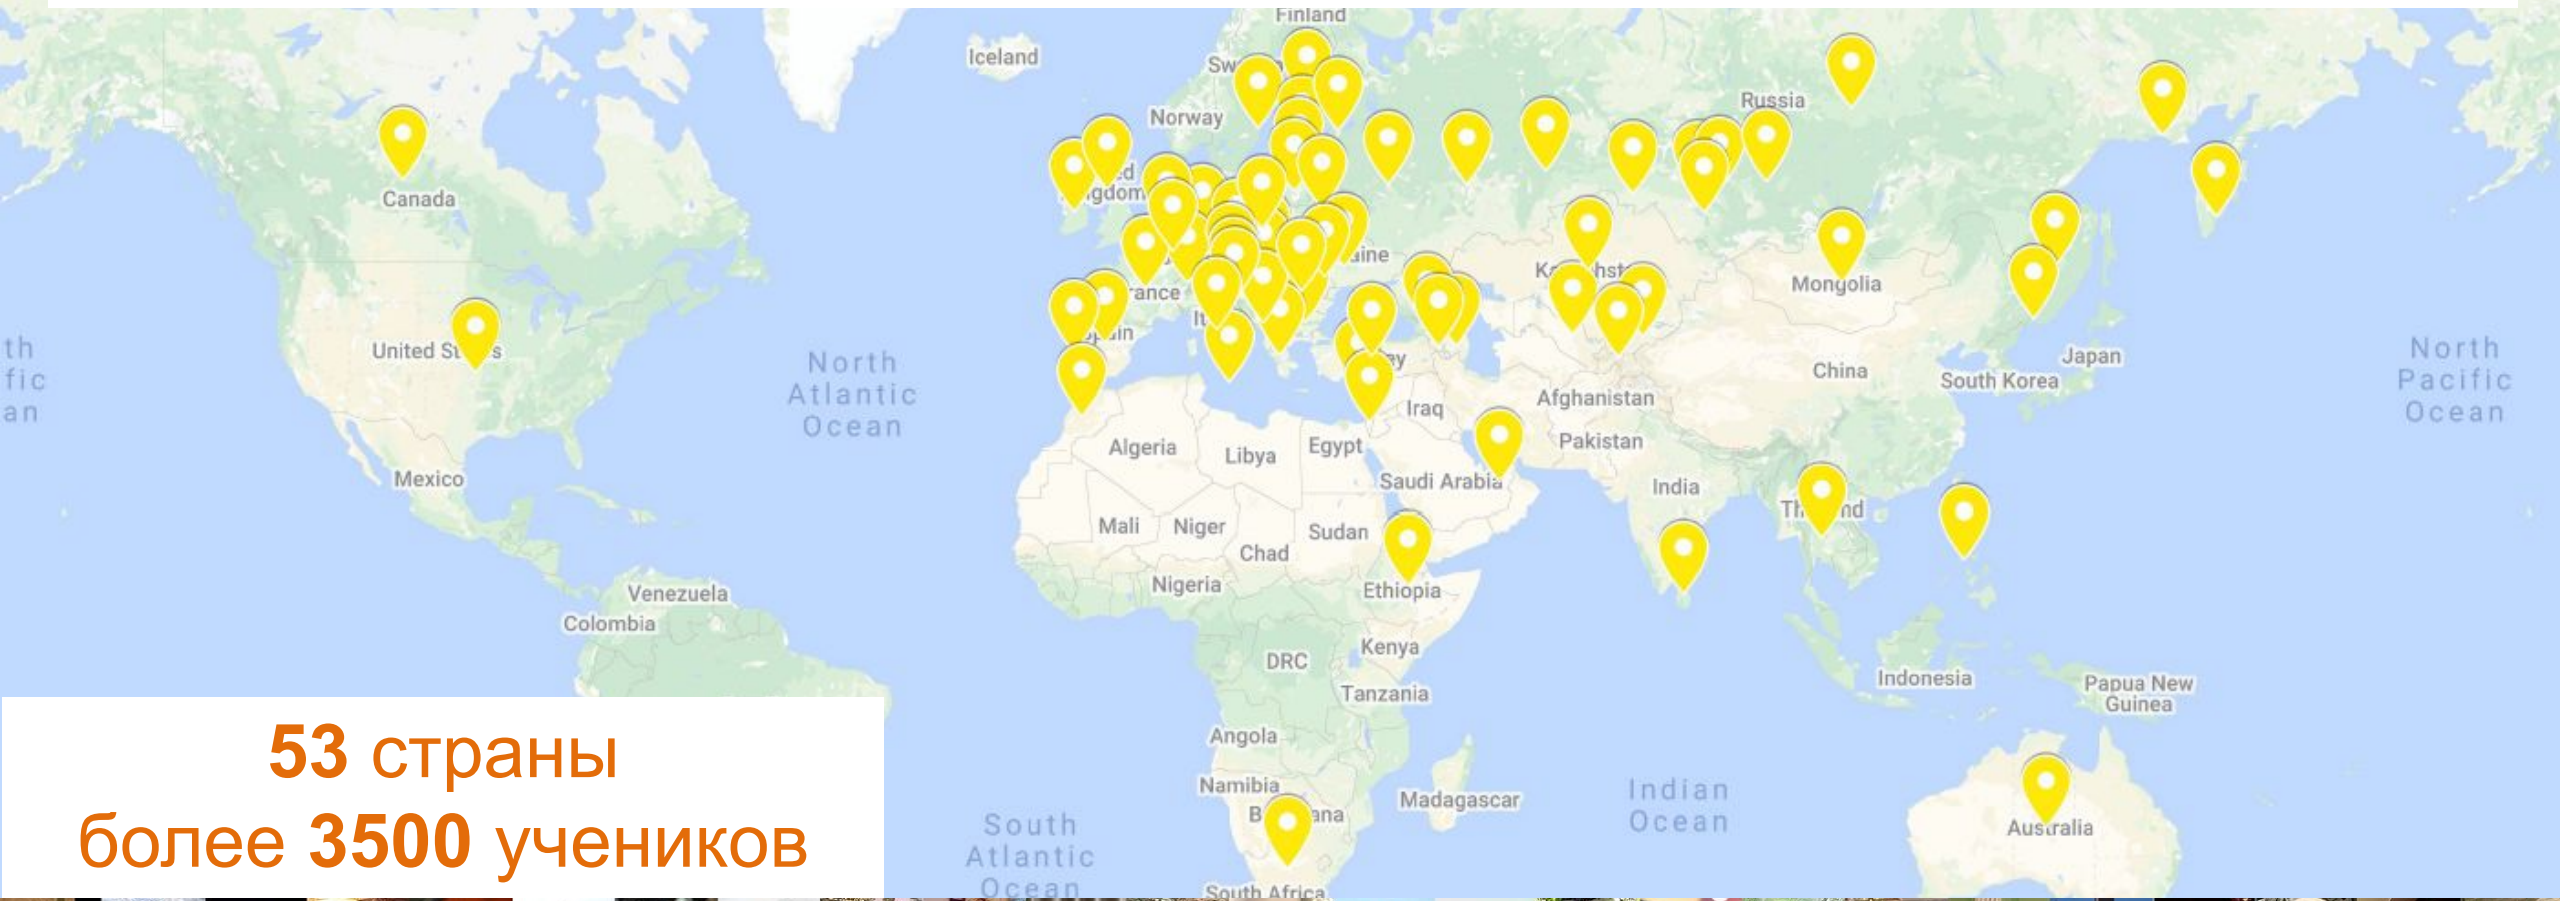 Finland
Iceland
Norway
Russia
Canada
Mongolia
United
Japan
China
South Korea
North
Atlantic
Ocean
North
Pacific
Ocean
th
fic
an
Afghanistan
Iraq
Pakistan
Algeria
Libya
Egypt
Saudi Arabia
India
Mexico
Mali
Niger
Chad
Sudan
Nigeria
Ethiopia
Venezuela
Colombia
Kenya
DRC
Tanzania
Indonesia
Papua New
Guinea
Angola
Namibia
Madagascar
Indian
Ocean
Australia
South
Atlantic
Ocean
South Africa
53 страны
более 3500 учеников